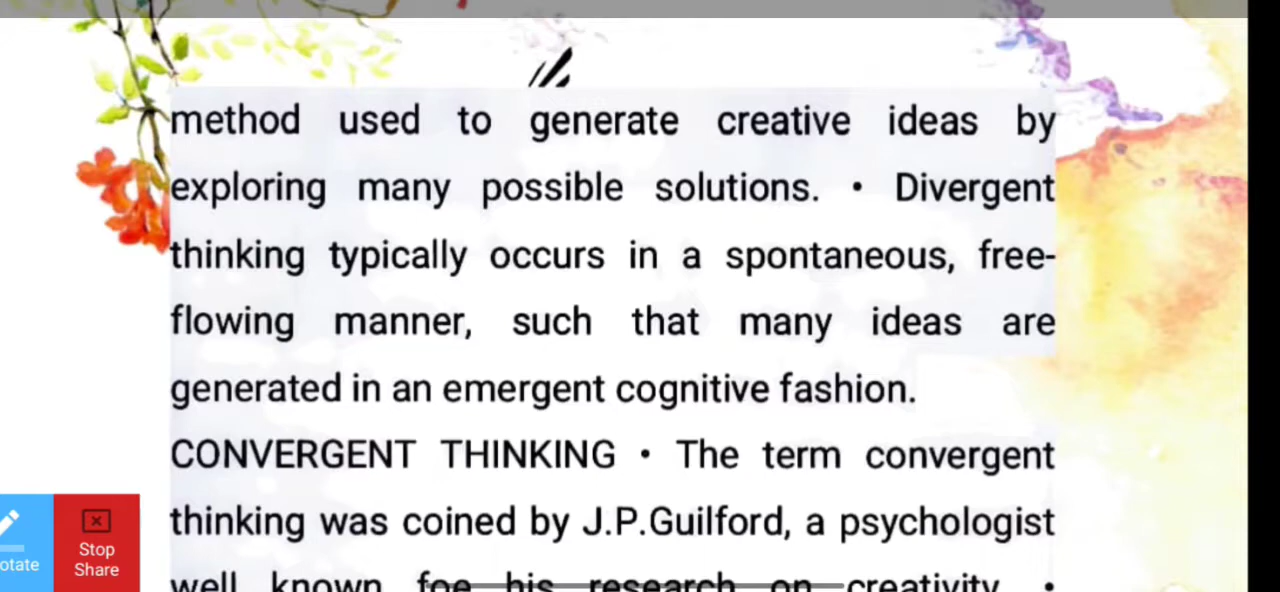 method used to generate creative ideas by
exploring many possible solutions. • Divergent
thinking typically occurs in a spontaneous, free-
flowing manner, such that many ideas are
generated in an emergent cognitive fashion.
CONVERGENT THINKING • The term convergent
thinking was coined by J.P.Guilford, a psychologist
well known foe his research on creativity. •
otate
Stop
Share